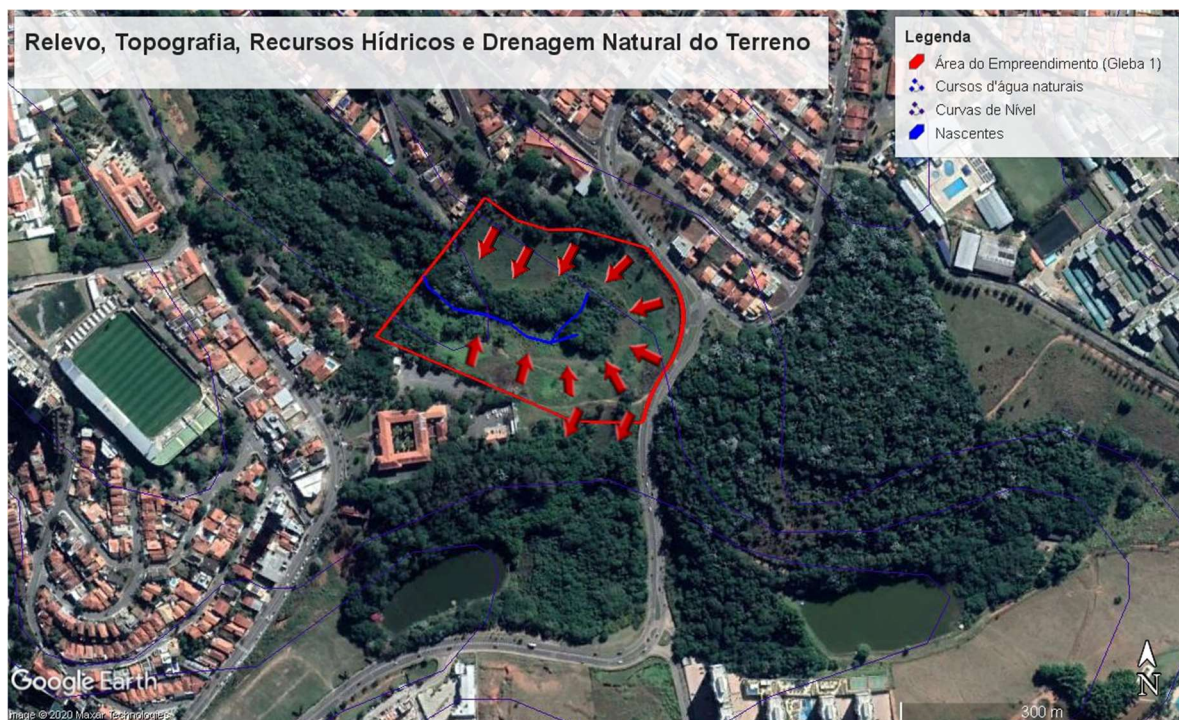 Relevo, Topografia, Recursos Hídricos e Drenagem Natural do Terreno
Legenda
Área do Empreendimento (Gleba 1)
Cursos d'água naturais
Curvas de Nível
Nascentes
Google Earth
Image © 2020 Maxar Technologies
N
300 m